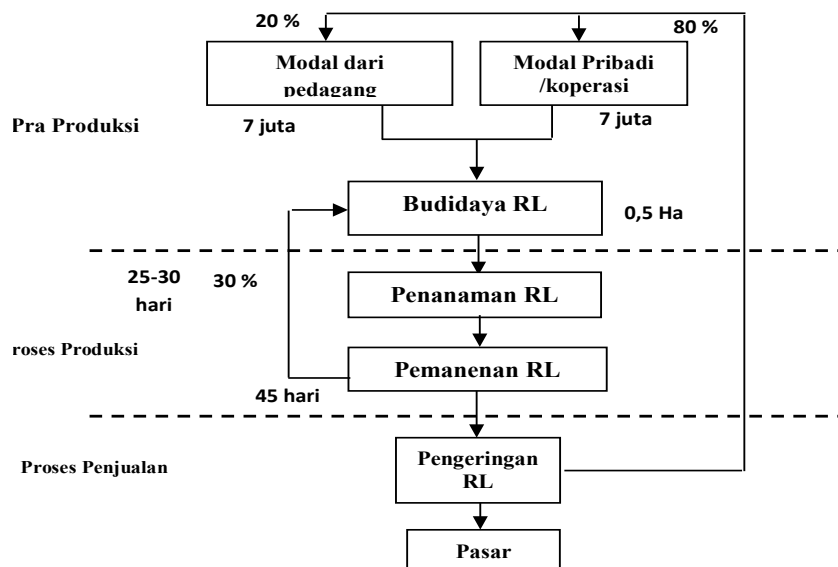 20 %
80 %
Modal dari
pedagang
Modal Pribadi
/koperasi
7 juta
7 juta
Pra Produksi
Budidaya RL
0,5 Ha
25-30
hari
30 %
Penanaman RL
roses Produksi
Pemanenan RL
45 hari
Proses Penjualan
Pengeringan
RL
Pasar